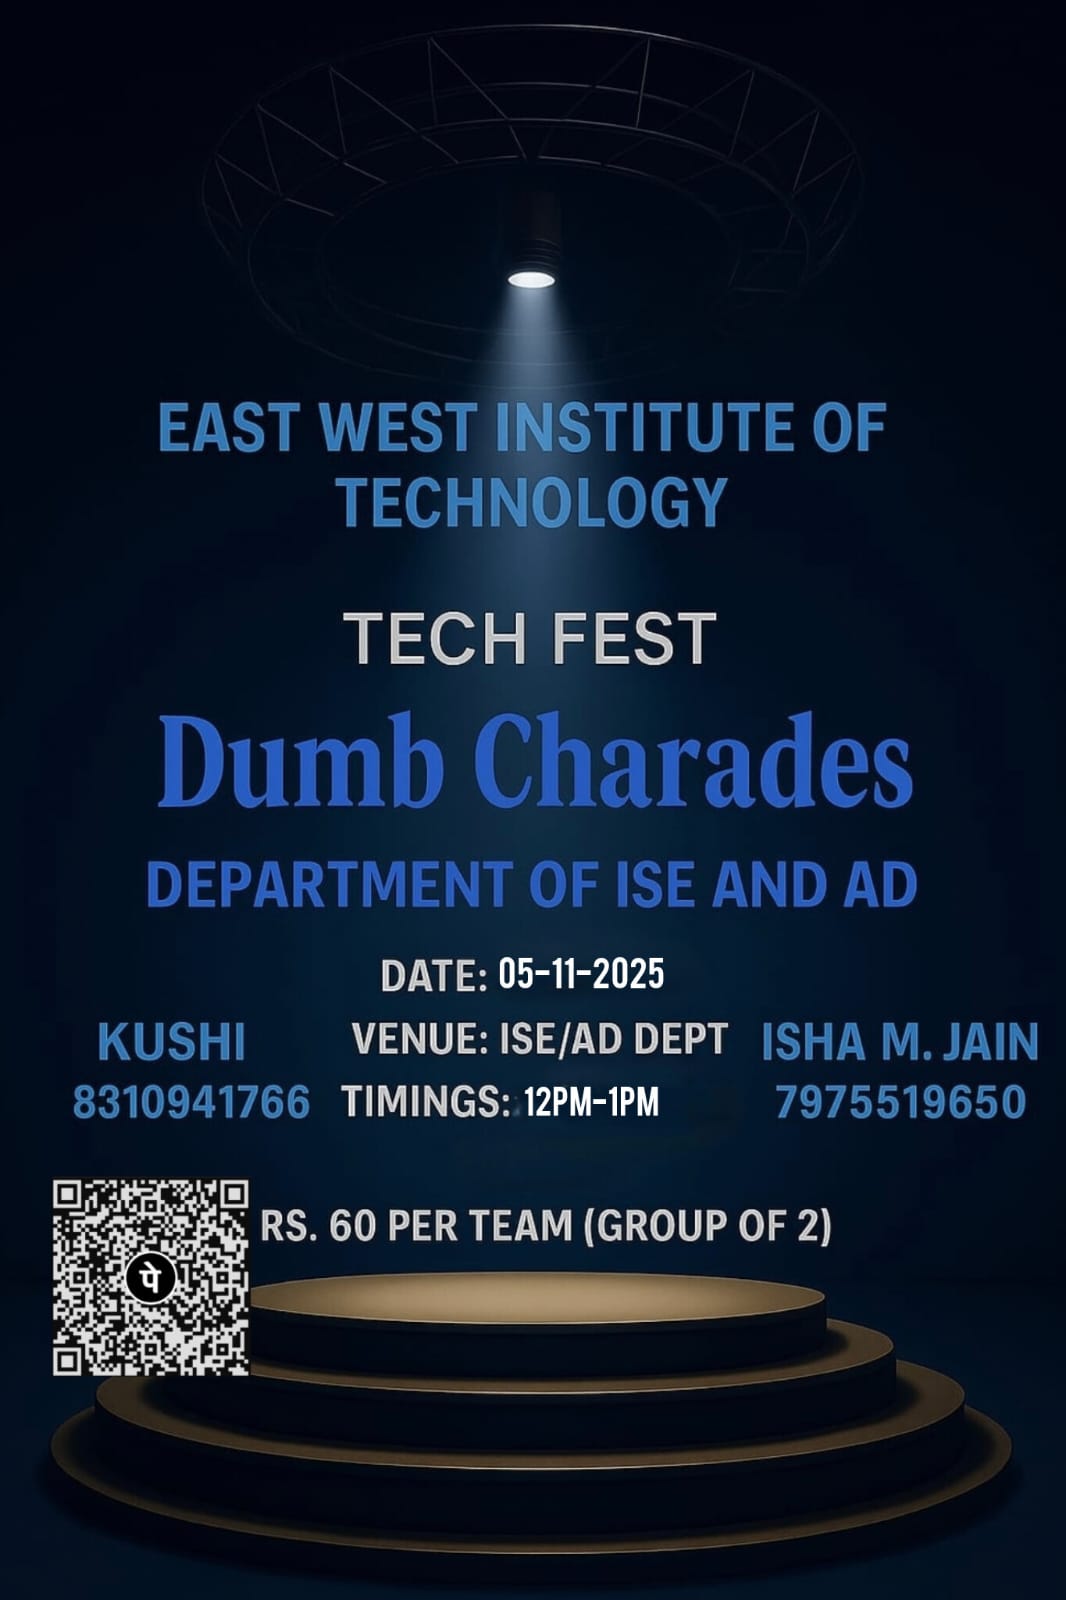 EAST WEST INSTITUTE OF
TECHNOLOGY
TECH FEST
Dumb Charades
DEPARTMENT OF ISE AND AD
DATE: 05-11-2025
VENUE: ISE/AD DEPT
TIMINGS: 12PM-1PM
KUSHI
8310941766
ISHA M. JAIN
7975519650
RS. 60 PER TEAM (GROUP OF 2)
पे